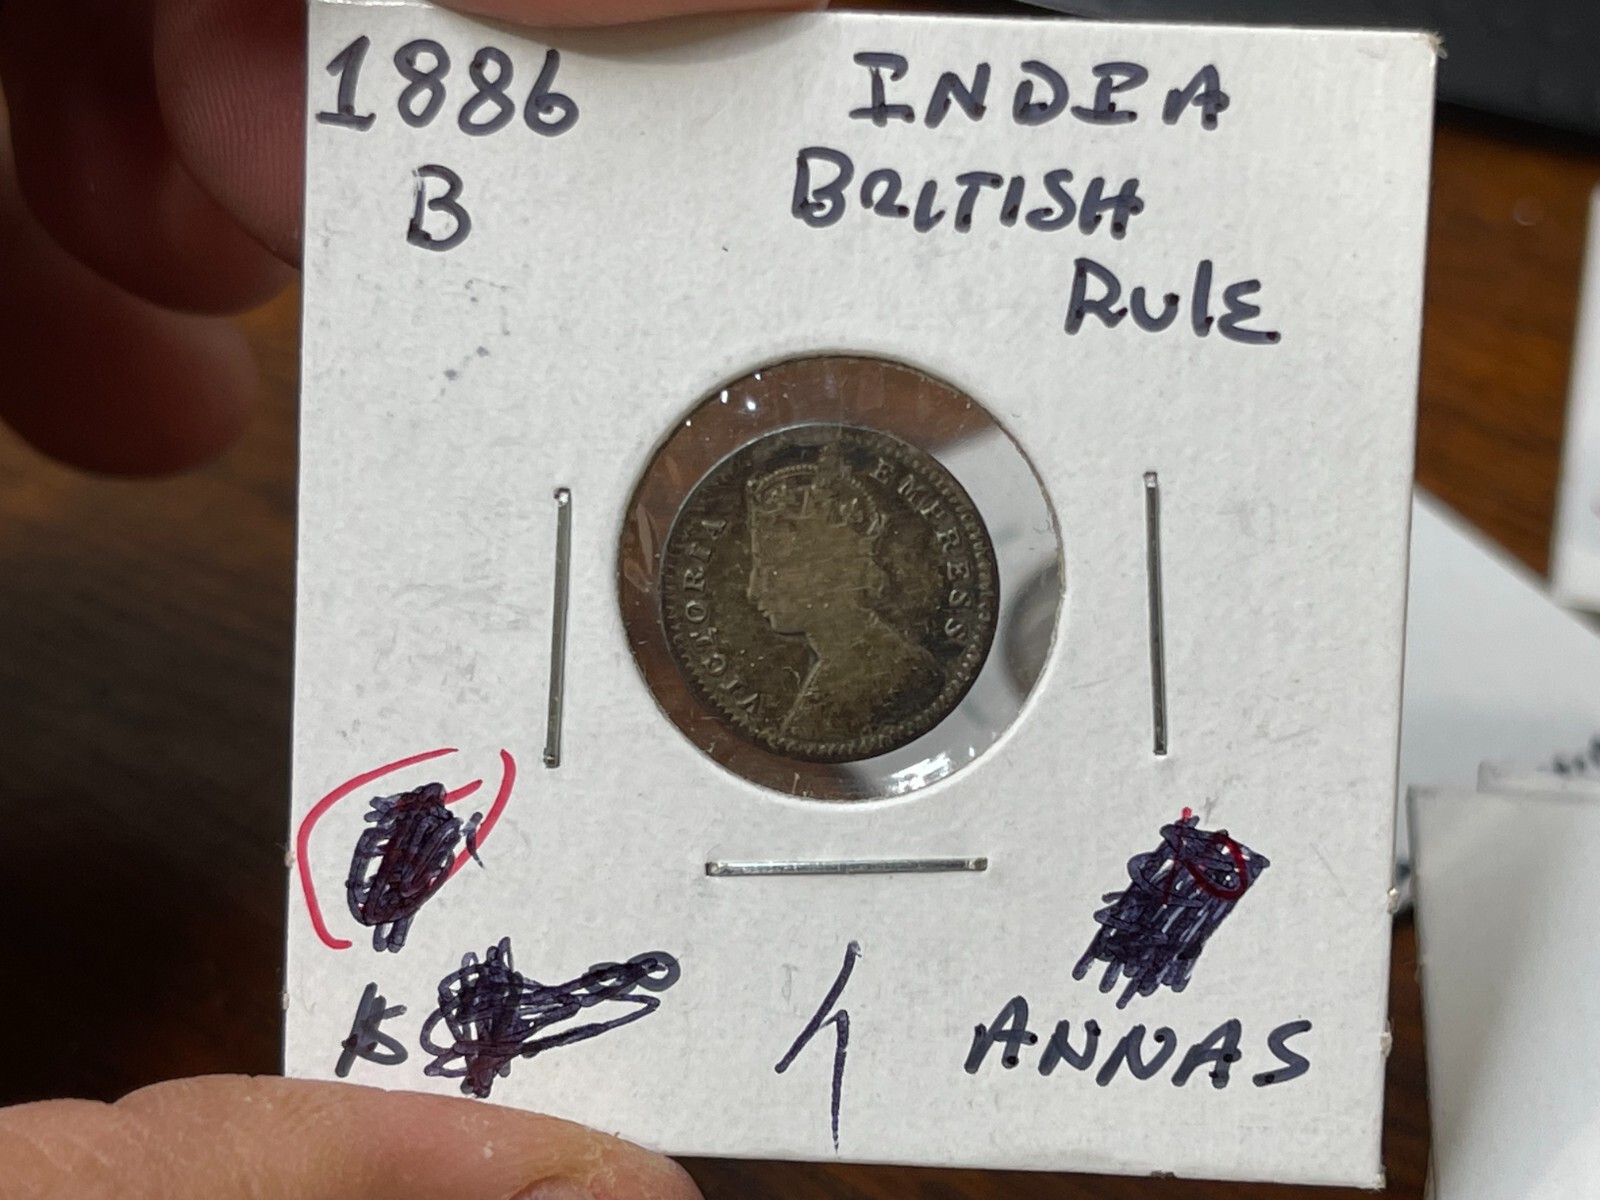 1886
INDIA
B
BRITISH
RULE
VICTORIA EMPRESS
ANNAS